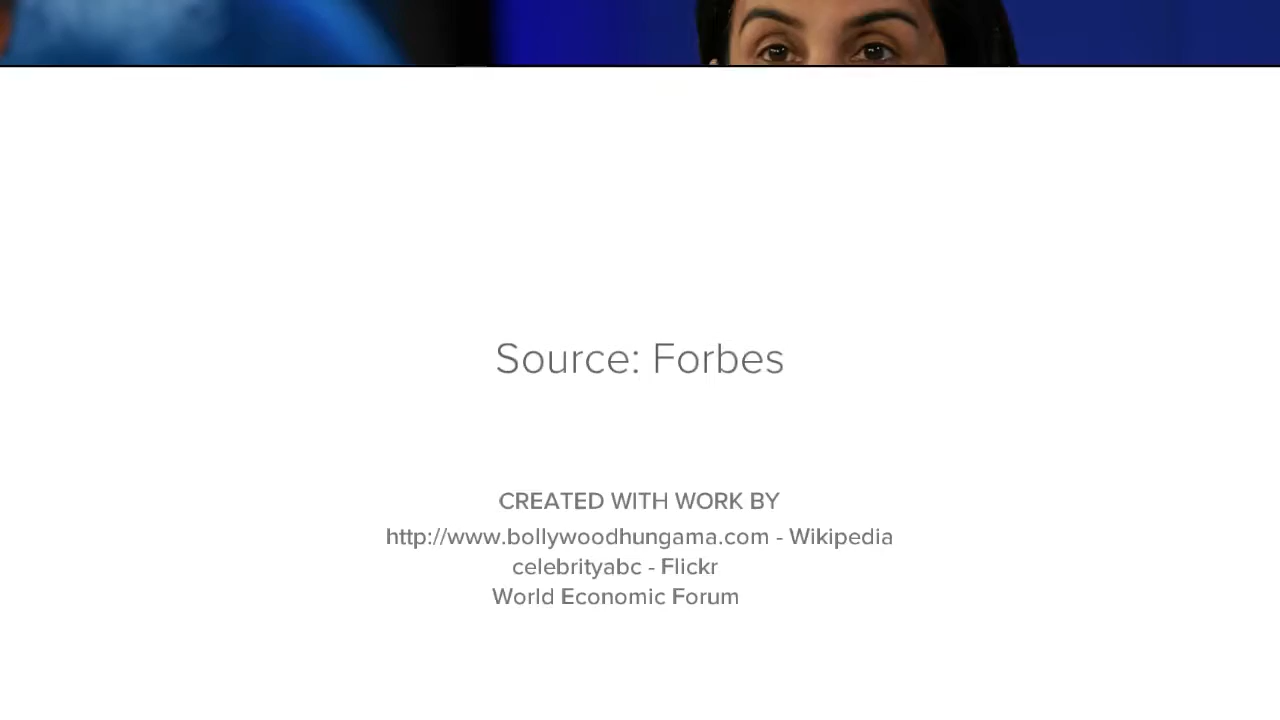 Source: Forbes
CREATED WITH WORK BY
http://www.bollywoodhungama.com - Wikipedia
celebrityabc - Flickr
World Economic Forum